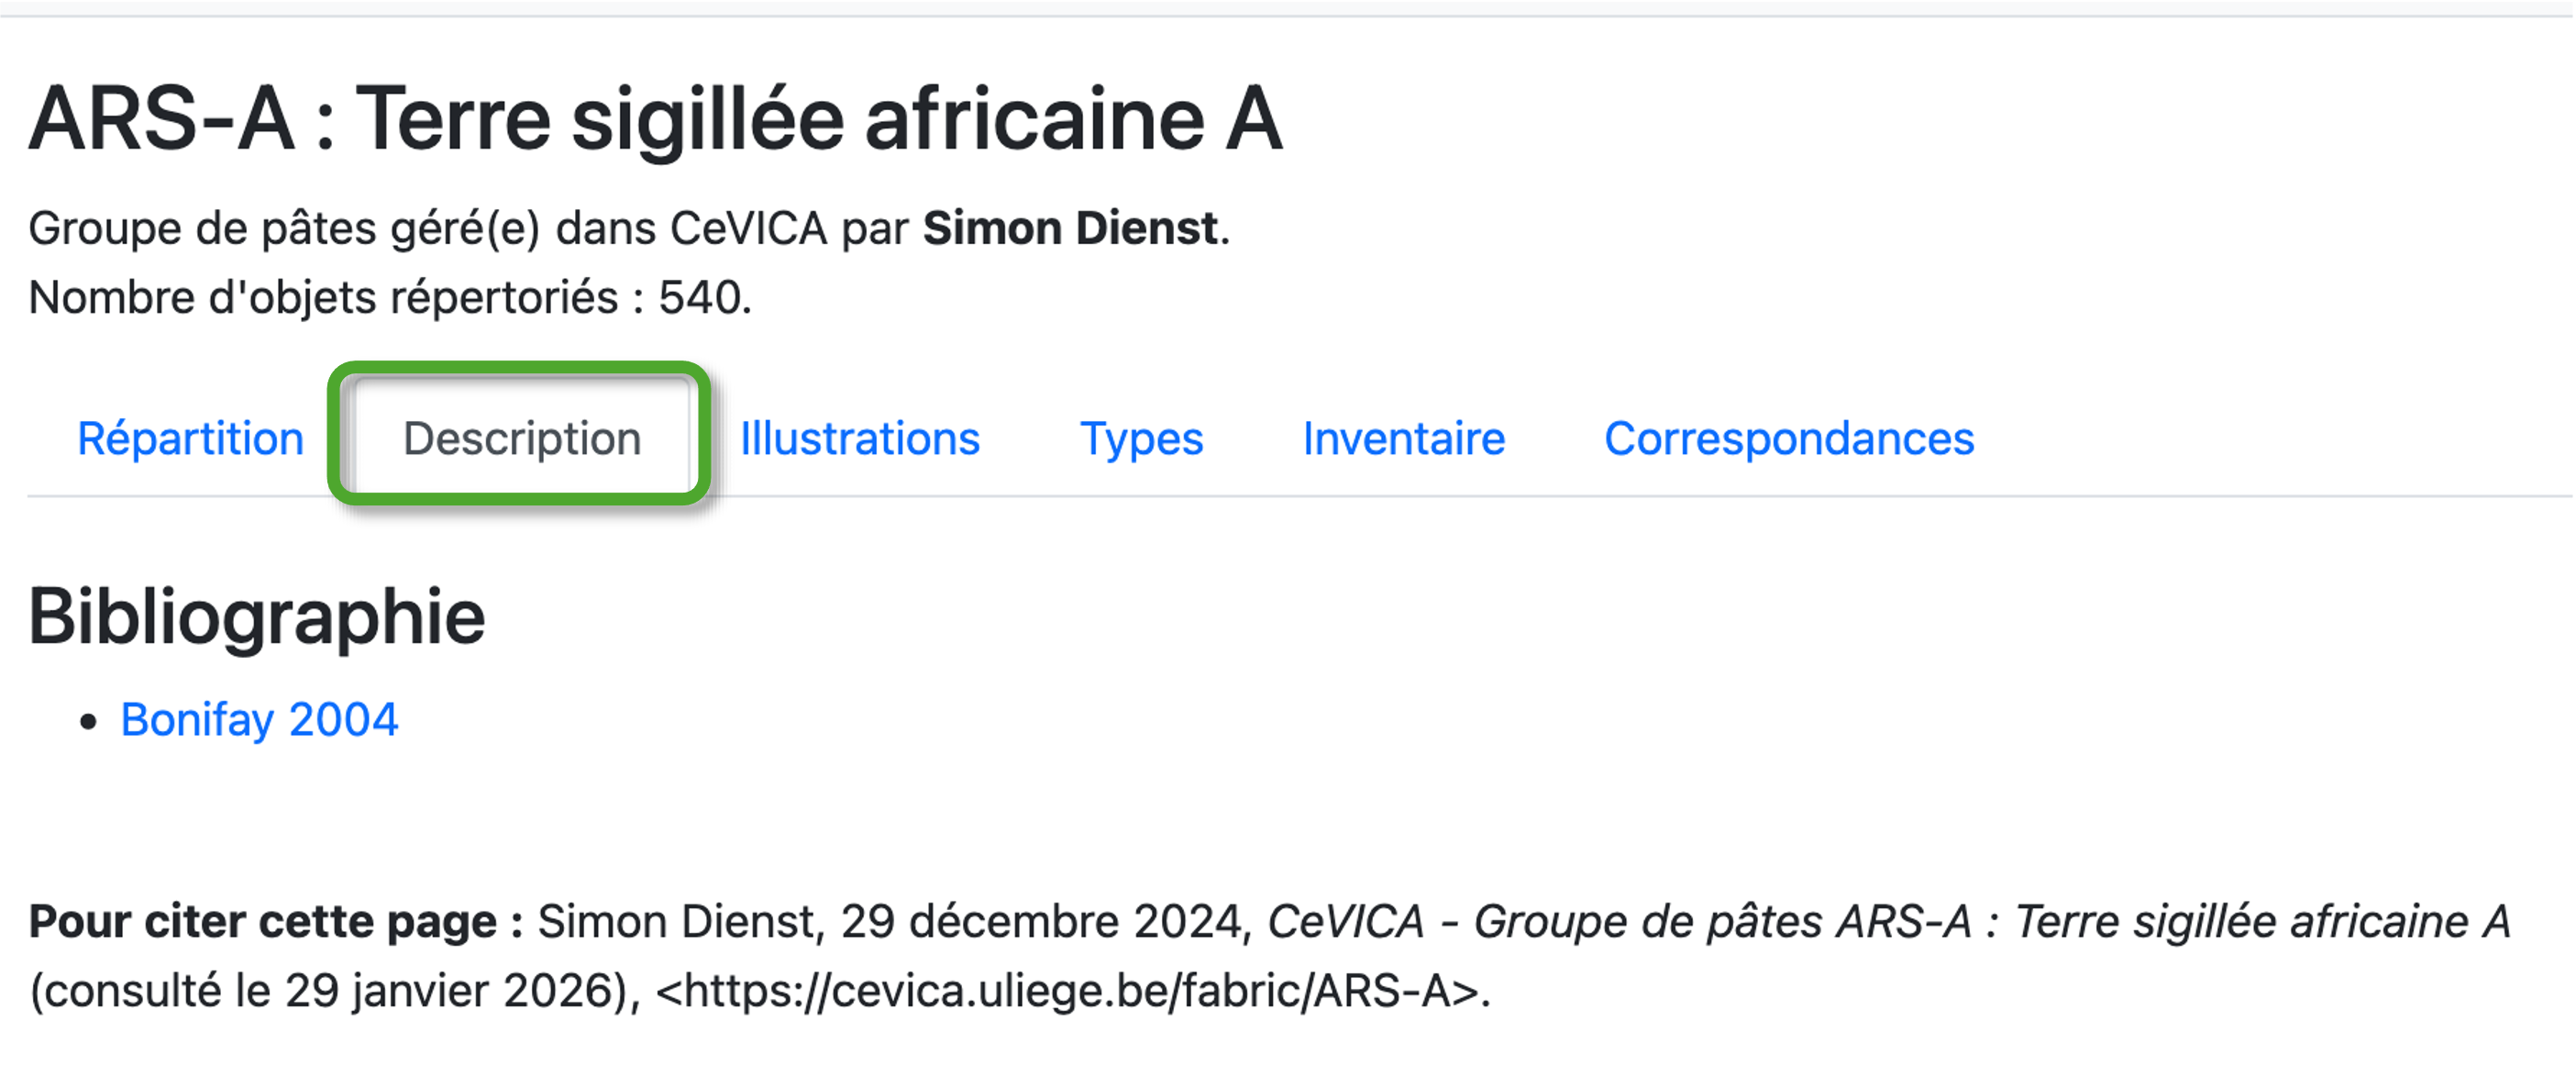 ARS-A : Terre sigillée africaine A
Groupe de pâtes géré(e) dans CeVICA par Simon Dienst.
Nombre d'objets répertoriés : 540.
Répartition Description Illustrations Types Inventaire Correspondances
Bibliographie
• Bonifay 2004
Pour citer cette page : Simon Dienst, 29 décembre 2024, CeVICA - Groupe de pâtes ARS-A : Terre sigillée africaine A
(consulté le 29 janvier 2026), <https://cevica.uliege.be/fabric/ARS-A>.